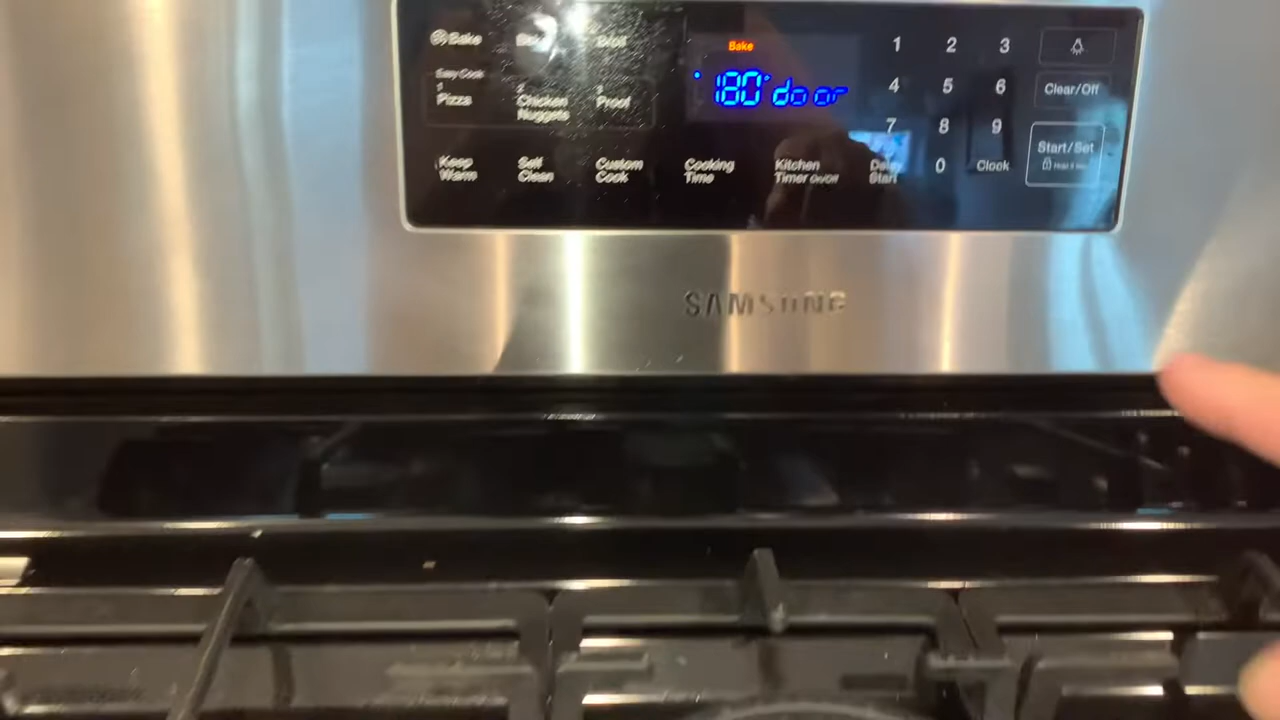 Bake
Broil
Bake
1 2 3
Easy Cook
1
Pizza
2
Chicken
Nuggets
3
Proof
180°door
4 5 6
Clear/Off
7 8 9
Keep
Warm
Self
Clean
Custom
Cook
Cooking
Time
Kitchen
Timer On/Off
Delay
Start
0
Clock
Start/Set
SAMSUNG